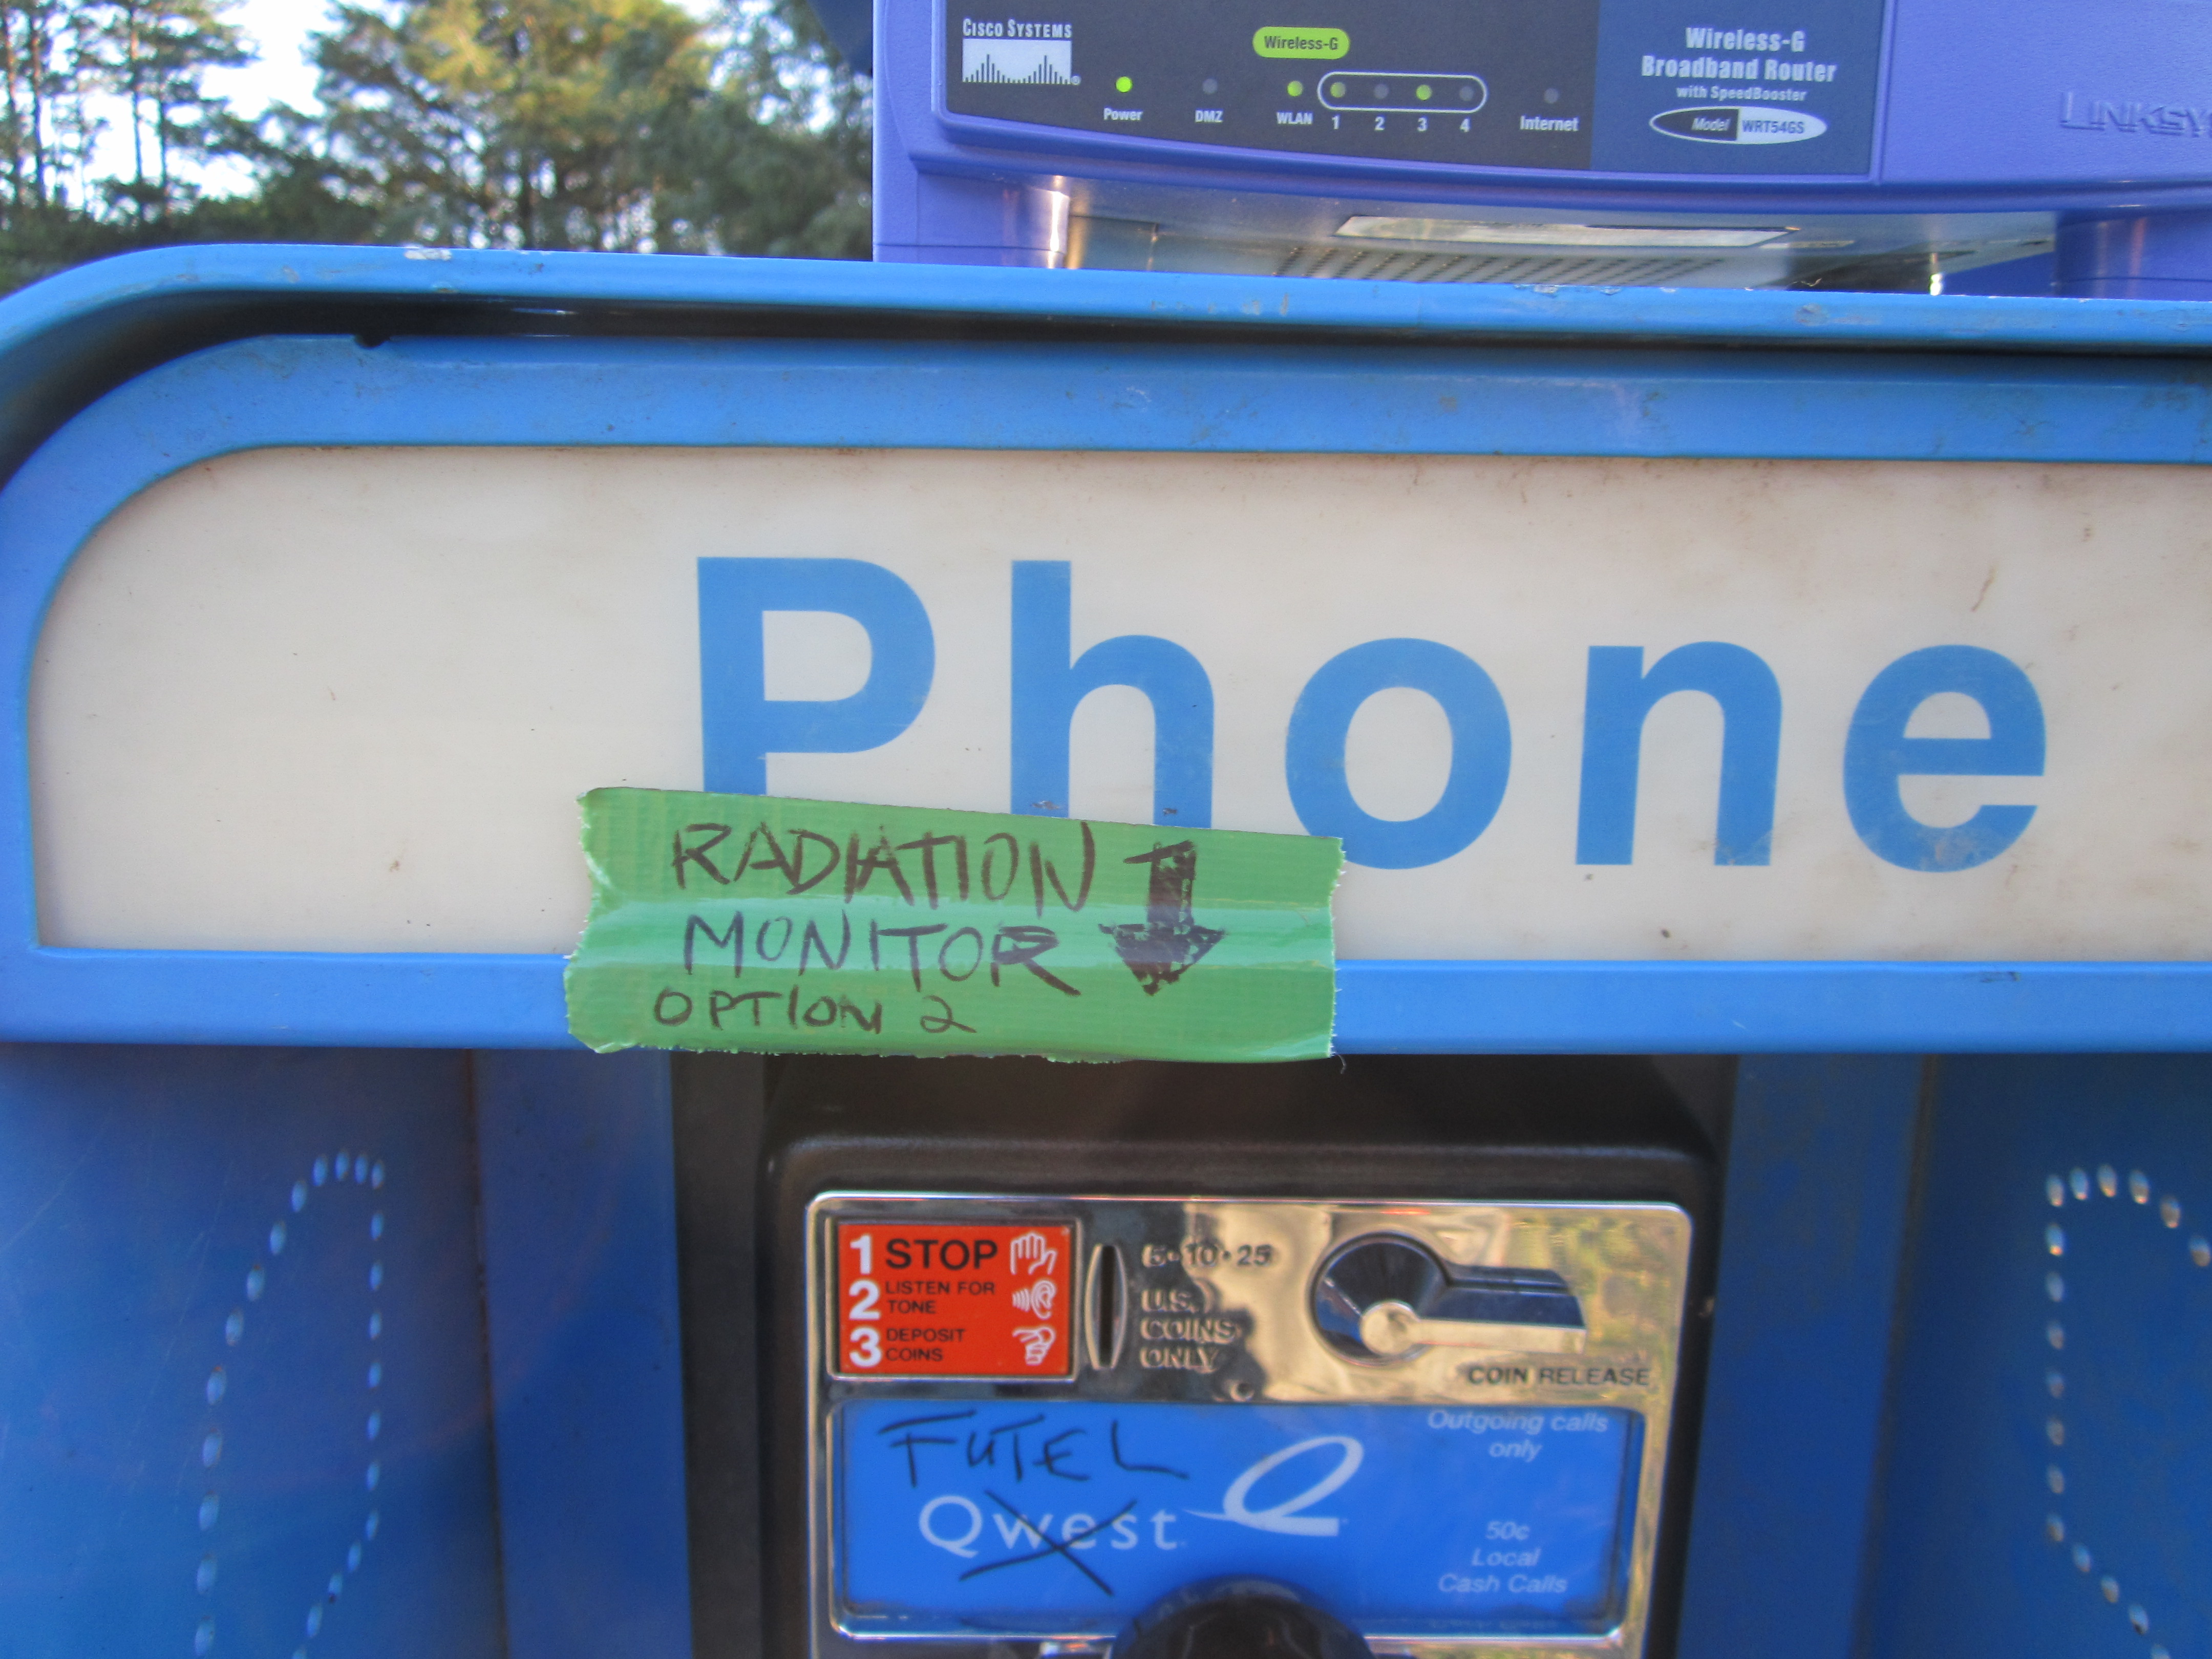 CISCO SYSTEMS
Wireless-G
Power
DMZ
WLAN
1
2
3
4
Internet
Wireless-G
Broadband Router
with SpeedBooster
Model WRT54GS
Phone
RADIATION
MONITOR
OPTION 2
1 STOP
2 LISTEN FOR
TONE
3 DEPOSIT
COINS
5·10·25
U.S.
COINS
ONLY
COIN RELEASE
FUTEL
Qwest
Outgoing calls
only
50¢
Local
Cash Calls